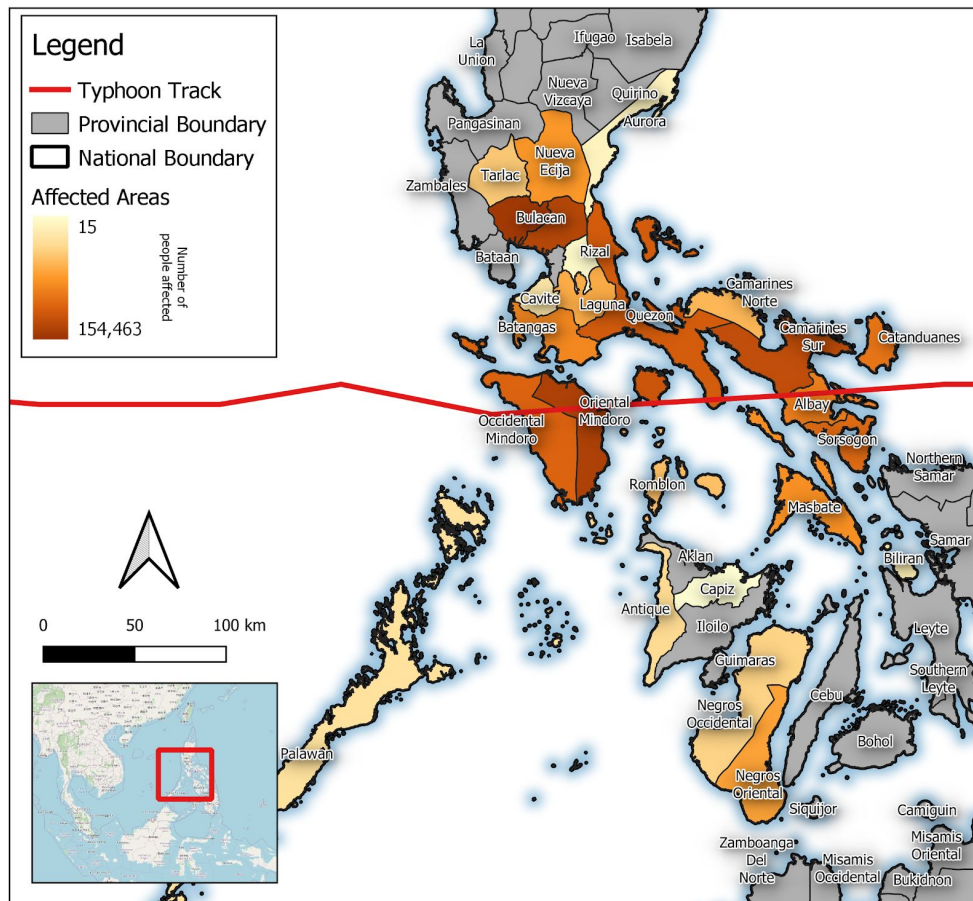 Legend
Typhoon Track
Provincial Boundary
National Boundary
Affected Areas
15
154,463
Number of
people affected
La
Union
Ifugao
Isabela
Nueva
Vizcaya
Quirino
Aurora
Pangasinan
Nueva
Ecija
Tarlac
Zambales
Bulacan
Bataan
Rizal
Cavite
Laguna
Batangas
Quezon
Camarines
Norte
Camarines
Sur
Catanduanes
Albay
Sorsogon
Occidental
Mindoro
Oriental
Mindoro
Northern
Samar
Romblon
Masbate
Samar
Biliran
Aklan
Capiz
Antique
Iloilo
Leyte
Guimaras
Southern
Leyte
Cebu
Negros
Occidental
Bohol
Palawan
Negros
Oriental
Siquijor
Camiguin
Zamboanga
Del
Norte
Misamis
Occidental
Misamis
Oriental
Bukidnon
0 50 100 km